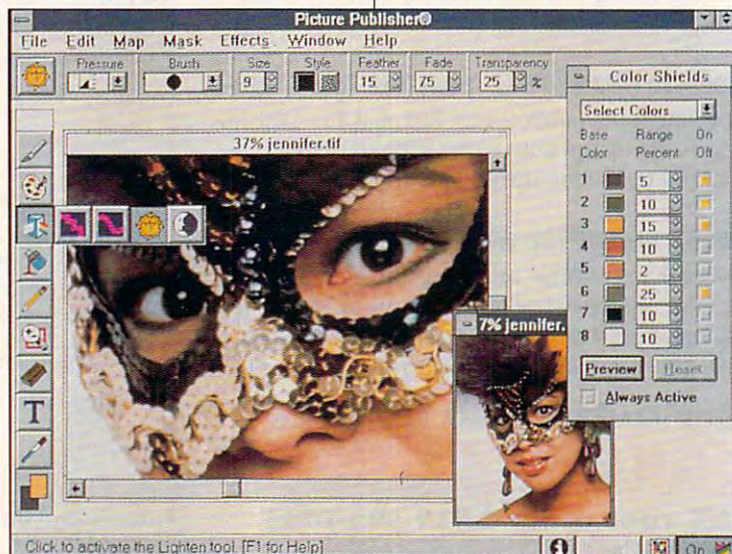 Picture Publisher®
File Edit Map Mask Effects Window Help
Pressure Brush Size Style Feather Fade Transparency
9 15 75 25 %
Color Shields
Select Colors
Base Color Range Percent On Off
1 5
2 10
3 15
4 10
5 2
6 25
7 10
8 10
Preview Reset
Always Active
37% jennifer.tif
7% jennifer.
T
Click to activate the Lighten tool. [F1 for Help]
On